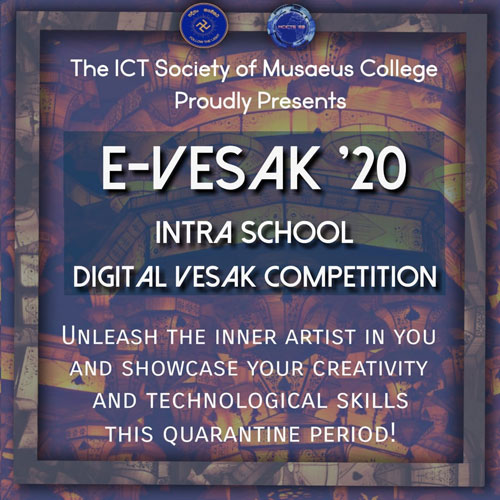 The ICT Society of Musaeus College
Proudly Presents
E-VESAK '20
INTRA SCHOOL
DIGITAL VESAK COMPETITION
UNLEASH THE INNER ARTIST IN YOU
AND SHOWCASE YOUR CREATIVITY
AND TECHNOLOGICAL SKILLS
THIS QUARANTINE PERIOD!